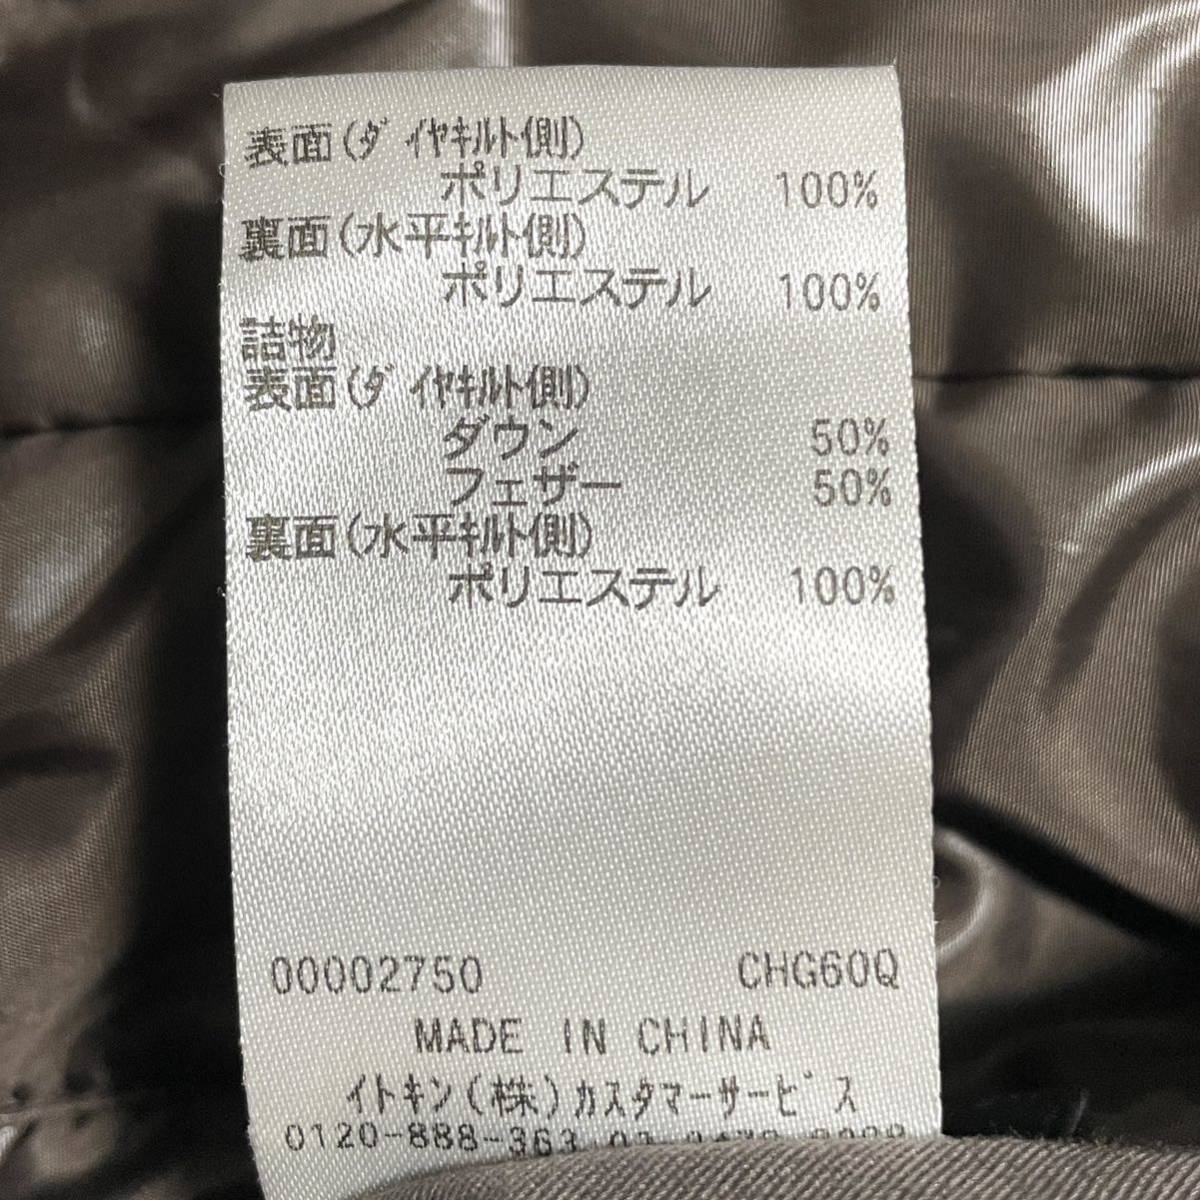 表面(ﾀﾞｲﾔｷﾙﾄ側)
ポリエステル 100%
裏面(水平ｷﾙﾄ側)
ポリエステル 100%
詰物
表面(ﾀﾞｲﾔｷﾙﾄ側)
ダウン 50%
フェザー 50%
裏面(水平ｷﾙﾄ側)
ポリエステル 100%
00002750 CHG60Q
MADE IN CHINA
イトキン(株)ｶｽﾀﾏｰｻｰﾋﾞｽ
0120-888-363